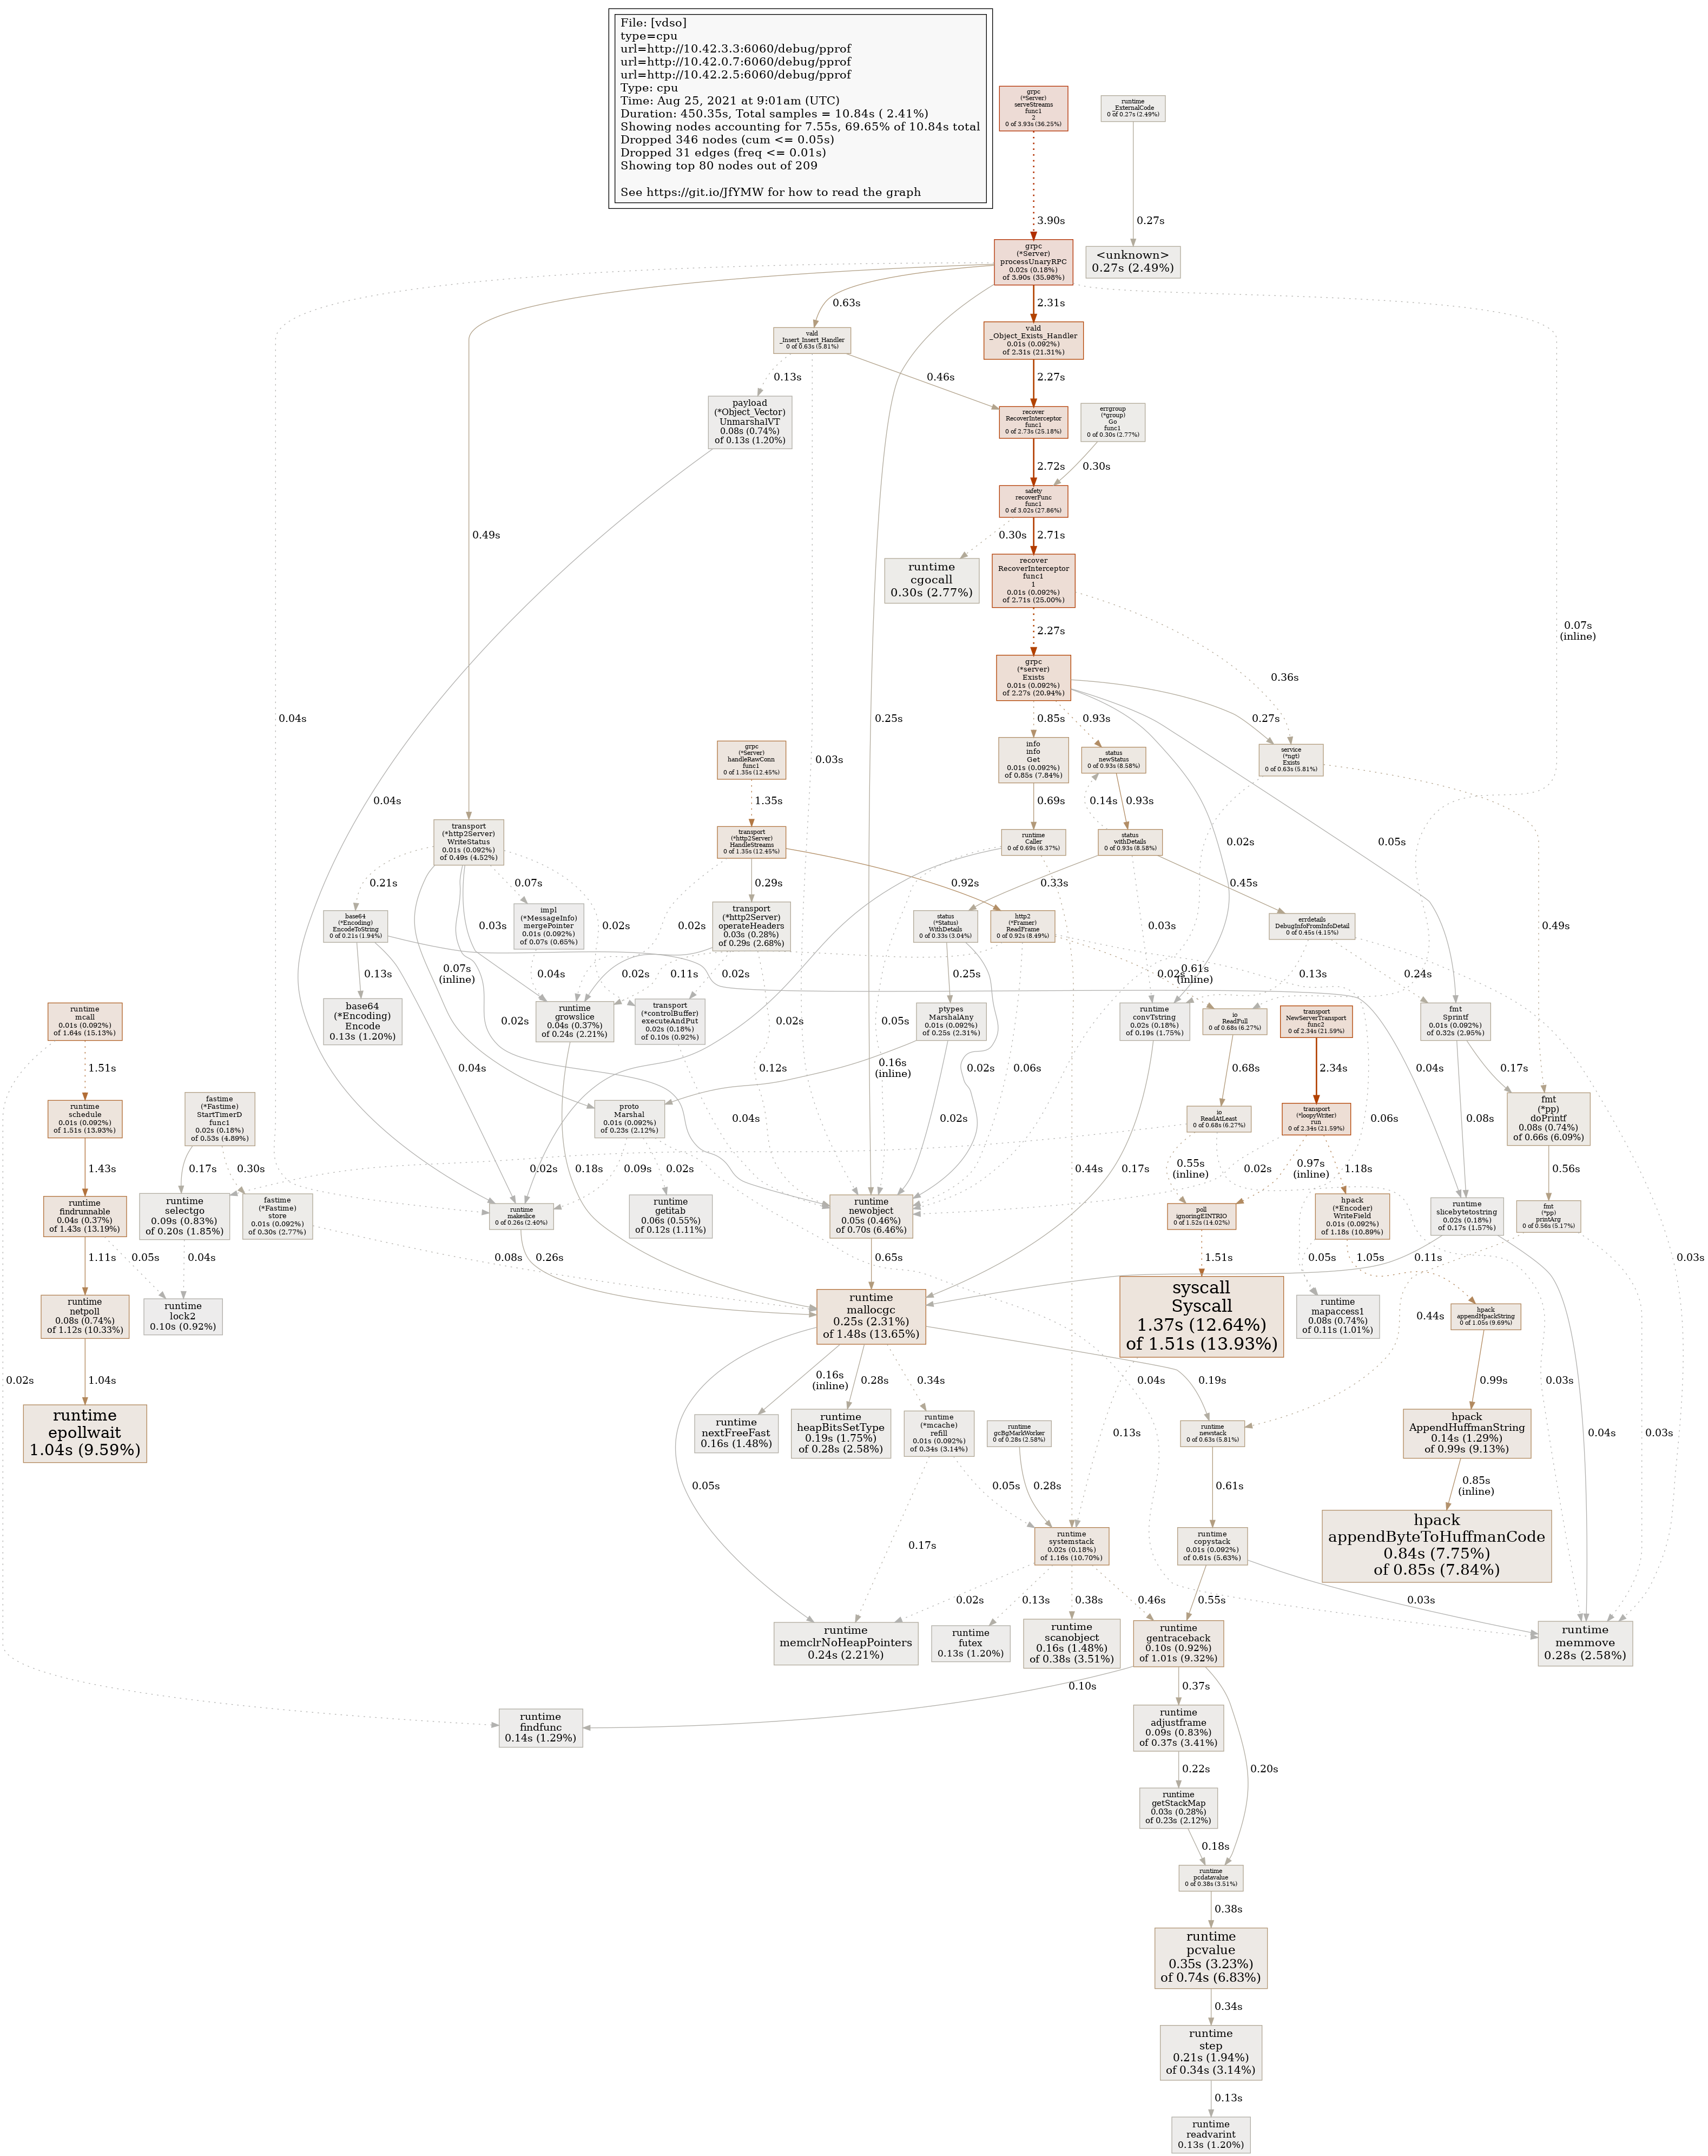 File: [vdso]
type=cpu
url=http://10.42.3.3:6060/debug/pprof
url=http://10.42.0.7:6060/debug/pprof
url=http://10.42.2.5:6060/debug/pprof
Type: cpu
Time: Aug 25, 2021 at 9:01am (UTC)
Duration: 450.35s, Total samples = 10.84s ( 2.41%)
Showing nodes accounting for 7.55s, 69.65% of 10.84s total
Dropped 346 nodes (cum <= 0.05s)
Dropped 31 edges (freq <= 0.01s)
Showing top 80 nodes out of 209
See https://git.io/JfYMW for how to read the graph
grpc
(*Server)
serveStreams
func1
2
0 of 3.93s (36.25%)
runtime
_ExternalCode
0 of 0.27s (2.49%)
3.90s
0.27s
grpc
(*Server)
processUnaryRPC
0.02s (0.18%)
of 3.90s (35.98%)
<unknown>
0.27s (2.49%)
0.63s
2.31s
vald
_Insert_Insert_Handler
0 of 0.63s (5.81%)
vald
_Object_Exists_Handler
0.01s (0.092%)
of 2.31s (21.31%)
0.13s
0.46s
2.27s
payload
(*Object_Vector)
UnmarshalVT
0.08s (0.74%)
of 0.13s (1.20%)
recover
RecoverInterceptor
func1
0 of 2.73s (25.18%)
errgroup
(*group)
Go
func1
0 of 0.30s (2.77%)
2.72s
0.30s
safety
recoverFunc
func1
0 of 3.02s (27.86%)
0.49s
0.30s
2.71s
runtime
cgocall
0.30s (2.77%)
recover
RecoverInterceptor
func1
1
0.01s (0.092%)
of 2.71s (25.00%)
0.07s
(inline)
2.27s
grpc
(*server)
Exists
0.01s (0.092%)
of 2.27s (20.94%)
0.36s
0.04s
0.25s
0.85s
0.93s
0.27s
grpc
(*Server)
handleRawConn
func1
0 of 1.35s (12.45%)
info
info
Get
0.01s (0.092%)
of 0.85s (7.84%)
status
newStatus
0 of 0.93s (8.58%)
service
(*ngt)
Exists
0 of 0.63s (5.81%)
0.03s
0.04s
1.35s
0.69s
0.14s
0.93s
0.02s
0.05s
transport
(*http2Server)
WriteStatus
0.01s (0.092%)
of 0.49s (4.52%)
transport
(*http2Server)
HandleStreams
0 of 1.35s (12.45%)
runtime
Caller
0 of 0.69s (6.37%)
status
withDetails
0 of 0.93s (8.58%)
0.21s
0.07s
0.29s
0.92s
0.33s
0.45s
base64
(*Encoding)
EncodeToString
0 of 0.21s (1.94%)
impl
(*MessageInfo)
mergePointer
0.01s (0.092%)
of 0.07s (0.65%)
transport
(*http2Server)
operateHeaders
0.03s (0.28%)
of 0.29s (2.68%)
status
(*Status)
WithDetails
0 of 0.33s (3.04%)
http2
(*Framer)
ReadFrame
0 of 0.92s (8.49%)
errdetails
DebugInfoFromInfoDetail
0 of 0.45s (4.15%)
0.03s
0.02s
0.02s
0.03s
0.49s
0.13s
0.07s
(inline)
0.04s
0.02s
0.11s
0.02s
0.25s
0.02s
0.61s
(inline)
0.13s
0.24s
runtime
mcall
0.01s (0.092%)
of 1.64s (15.13%)
base64
(*Encoding)
Encode
0.13s (1.20%)
runtime
growslice
0.04s (0.37%)
of 0.24s (2.21%)
transport
(*controlBuffer)
executeAndPut
0.02s (0.18%)
of 0.10s (0.92%)
ptypes
MarshalAny
0.01s (0.092%)
of 0.25s (2.31%)
runtime
convTstring
0.02s (0.18%)
of 0.19s (1.75%)
io
ReadFull
0 of 0.68s (6.27%)
transport
NewServerTransport
func2
0 of 2.34s (21.59%)
fmt
Sprintf
0.01s (0.092%)
of 0.32s (2.95%)
1.51s
0.04s
0.02s
0.12s
0.02s
0.05s
0.16s
(inline)
0.02s
0.06s
0.68s
2.34s
0.06s
0.04s
0.17s
runtime
schedule
0.01s (0.092%)
of 1.51s (13.93%)
fastime
(*Fastime)
StartTimerD
func1
0.02s (0.18%)
of 0.53s (4.89%)
proto
Marshal
0.01s (0.092%)
of 0.23s (2.12%)
0.04s
0.02s
io
ReadAtLeast
0 of 0.68s (6.27%)
transport
(*loopyWriter)
run
0 of 2.34s (21.59%)
0.08s
fmt
(*pp)
doPrintf
0.08s (0.74%)
of 0.66s (6.09%)
1.43s
0.17s
0.30s
0.02s
0.09s
0.02s
0.18s
0.44s
0.17s
0.55s
(inline)
0.02s
0.97s
(inline)
1.18s
0.56s
runtime
findrunnable
0.04s (0.37%)
of 1.43s (13.19%)
runtime
selectgo
0.09s (0.83%)
of 0.20s (1.85%)
fastime
(*Fastime)
store
0.01s (0.092%)
of 0.30s (2.77%)
runtime
makeslice
0 of 0.26s (2.40%)
runtime
getitab
0.06s (0.55%)
of 0.12s (1.11%)
runtime
newobject
0.05s (0.46%)
of 0.70s (6.46%)
poll
ignoringEINTRIO
0 of 1.52s (14.02%)
hpack
(*Encoder)
WriteField
0.01s (0.092%)
of 1.18s (10.89%)
runtime
slicebytetostring
0.02s (0.18%)
of 0.17s (1.57%)
fmt
(*pp)
printArg
0 of 0.56s (5.17%)
1.11s
0.05s
0.04s
0.08s
0.26s
0.65s
1.51s
0.05s
1.05s
0.11s
0.03s
runtime
netpoll
0.08s (0.74%)
of 1.12s (10.33%)
runtime
lock2
0.10s (0.92%)
runtime
mallocgc
0.25s (2.31%)
of 1.48s (13.65%)
syscall
Syscall
1.37s (12.64%)
of 1.51s (13.93%)
runtime
mapaccess1
0.08s (0.74%)
of 0.11s (1.01%)
hpack
appendHpackString
0 of 1.05s (9.69%)
0.44s
0.02s
1.04s
0.16s
(inline)
0.28s
0.34s
0.19s
0.04s
0.99s
0.03s
runtime
epollwait
1.04s (9.59%)
runtime
nextFreeFast
0.16s (1.48%)
runtime
heapBitsSetType
0.19s (1.75%)
of 0.28s (2.58%)
runtime
(*mcache)
refill
0.01s (0.092%)
of 0.34s (3.14%)
runtime
gcBgMarkWorker
0 of 0.28s (2.58%)
runtime
newstack
0 of 0.63s (5.81%)
hpack
AppendHuffmanString
0.14s (1.29%)
of 0.99s (9.13%)
0.13s
0.04s
0.03s
0.05s
0.05s
0.28s
0.61s
0.85s
(inline)
0.17s
runtime
systemstack
0.02s (0.18%)
of 1.16s (10.70%)
runtime
copystack
0.01s (0.092%)
of 0.61s (5.63%)
hpack
appendByteToHuffmanCode
0.84s (7.75%)
of 0.85s (7.84%)
0.02s
0.13s
0.38s
0.46s
0.55s
0.03s
runtime
memclrNoHeapPointers
0.24s (2.21%)
runtime
futex
0.13s (1.20%)
runtime
scanobject
0.16s (1.48%)
of 0.38s (3.51%)
runtime
gentraceback
0.10s (0.92%)
of 1.01s (9.32%)
runtime
memmove
0.28s (2.58%)
0.10s
0.37s
runtime
findfunc
0.14s (1.29%)
runtime
adjustframe
0.09s (0.83%)
of 0.37s (3.41%)
0.22s
0.20s
runtime
getStackMap
0.03s (0.28%)
of 0.23s (2.12%)
0.18s
runtime
pcdatavalue
0 of 0.38s (3.51%)
0.38s
runtime
pcvalue
0.35s (3.23%)
of 0.74s (6.83%)
0.34s
runtime
step
0.21s (1.94%)
of 0.34s (3.14%)
0.13s
runtime
readvarint
0.13s (1.20%)